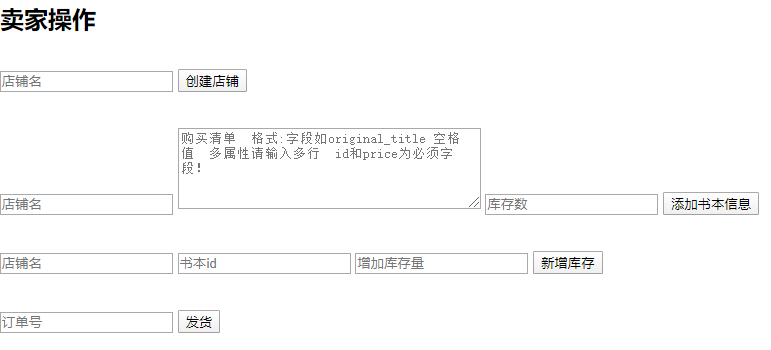 卖家操作
店铺名 创建店铺
购买清单 格式:字段如original_title 空格
值 多属性请输入多行 id和price为必须字
段!
店铺名 库存数 添加书本信息
店铺名 书本id 增加库存量 新增库存
订单号 发货